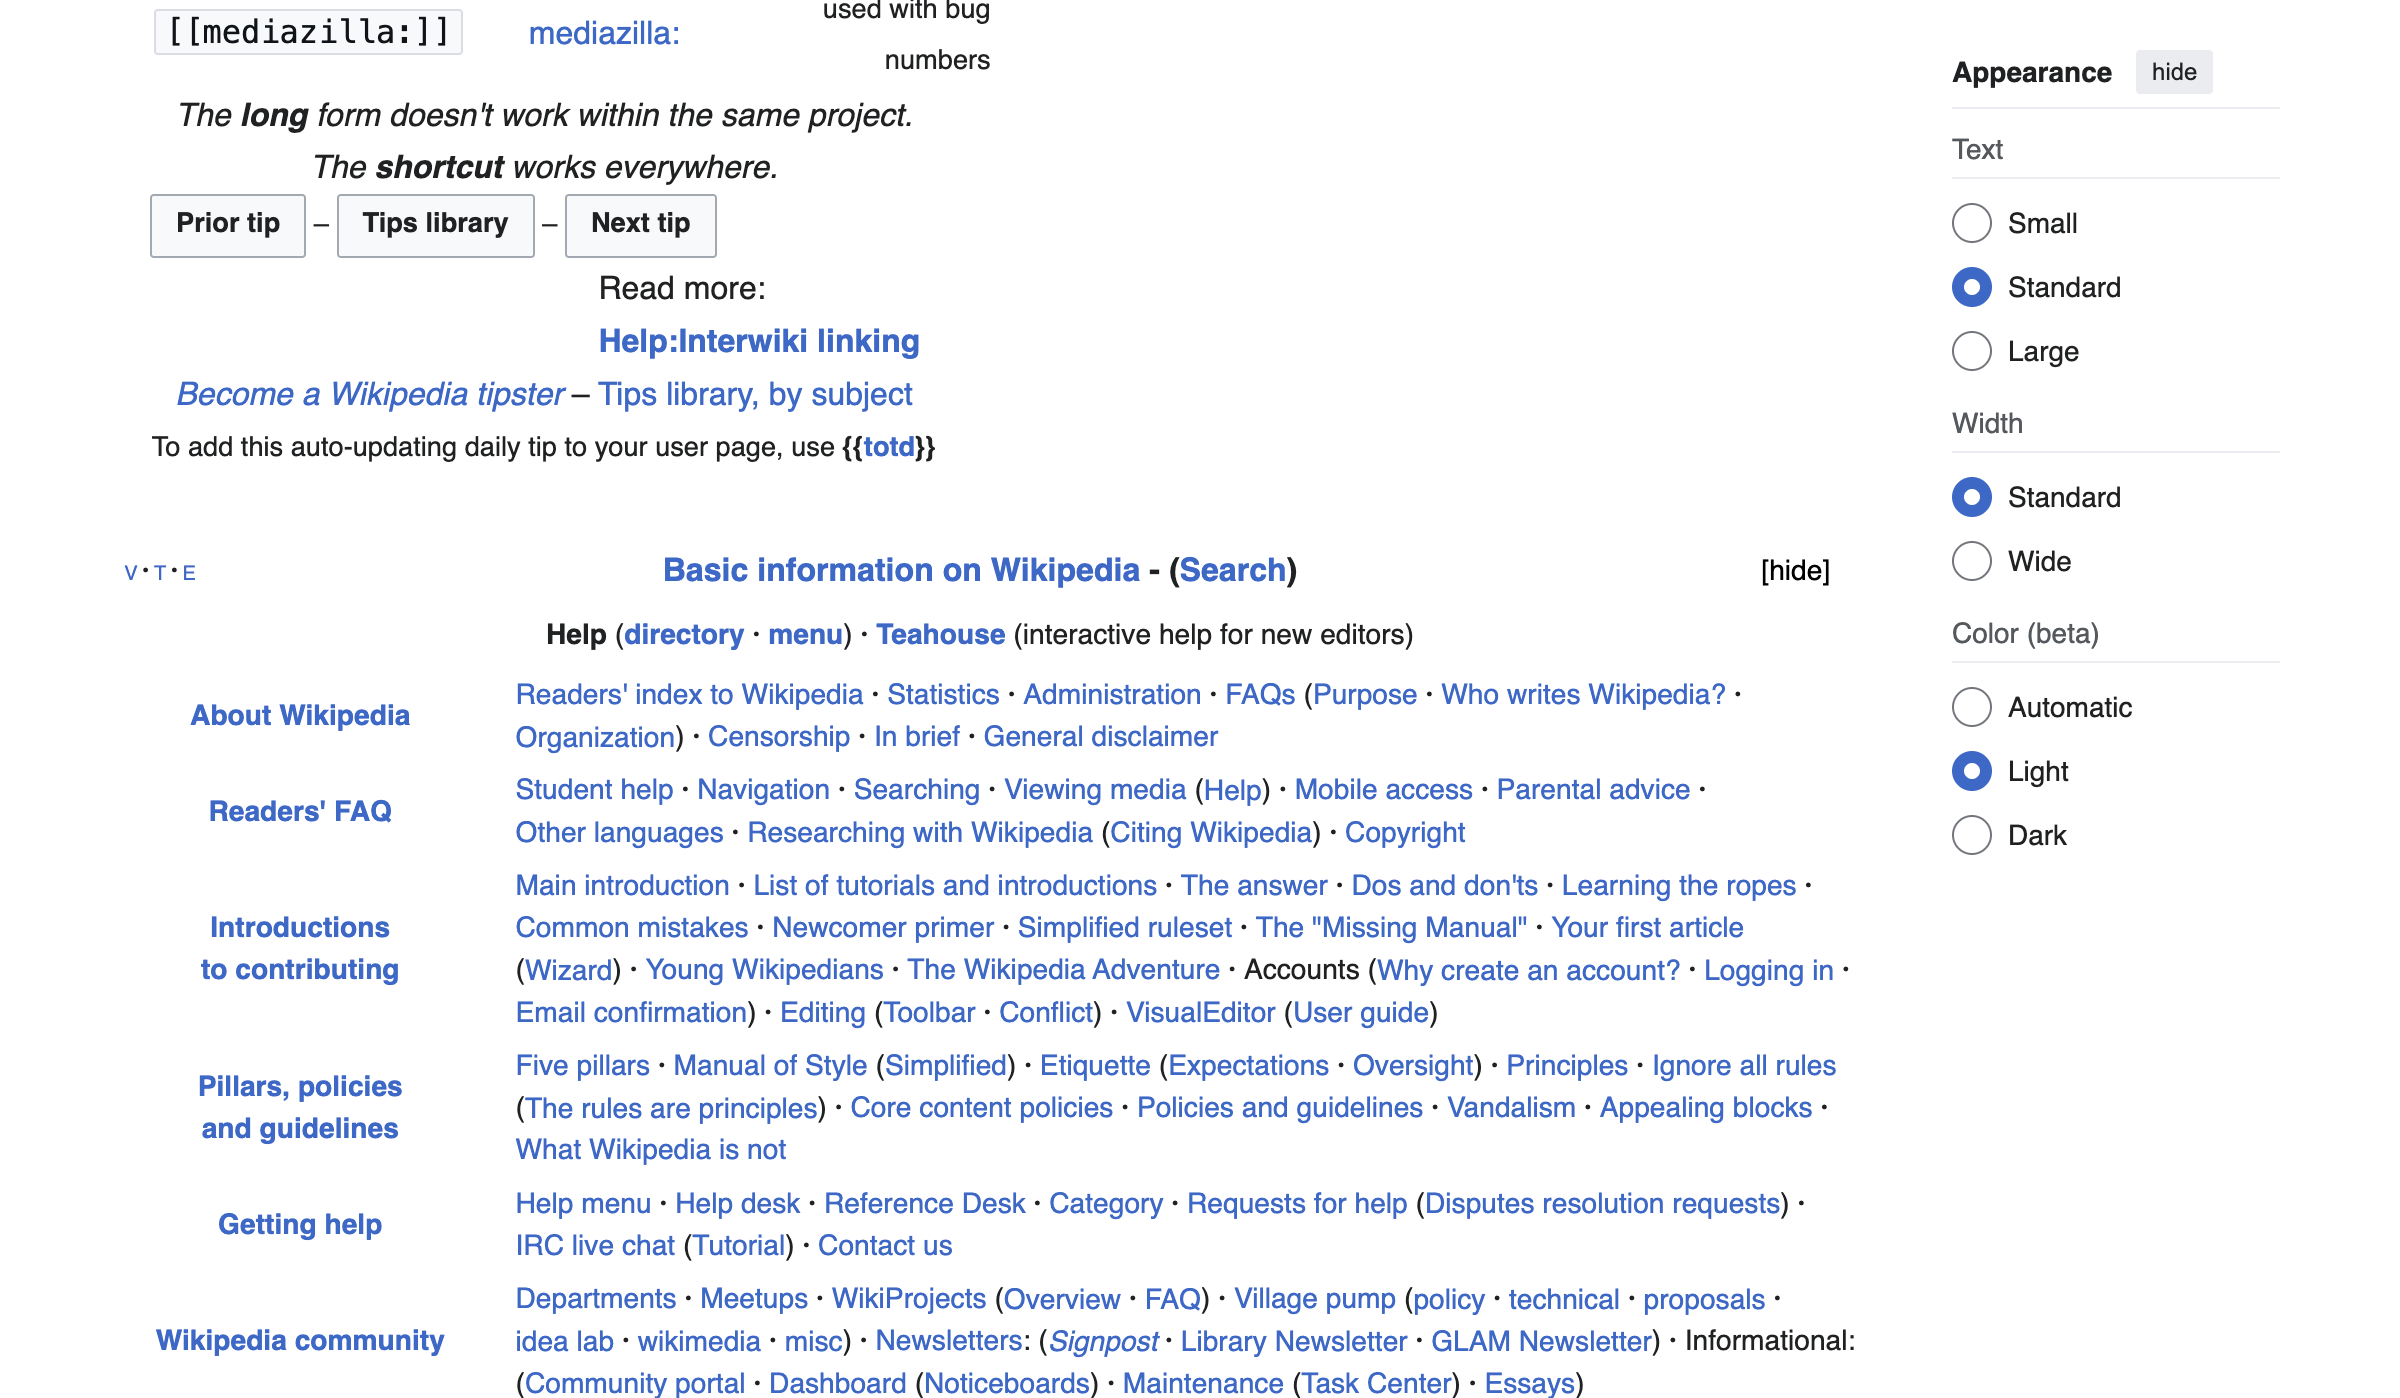 used with bug
[[mediazilla:]] mediazilla:
numbers
The long form doesn't work within the same project.
The shortcut works everywhere.
Prior tip – Tips library – Next tip
Read more:
Help:Interwiki linking
Become a Wikipedia tipster – Tips library, by subject
To add this auto-updating daily tip to your user page, use {{totd}}
V · T · E Basic information on Wikipedia - (Search) [hide]
Help (directory · menu) · Teahouse (interactive help for new editors)
About Wikipedia
Readers' index to Wikipedia · Statistics · Administration · FAQs (Purpose · Who writes Wikipedia? ·
Organization) · Censorship · In brief · General disclaimer
Readers' FAQ
Student help · Navigation · Searching · Viewing media (Help) · Mobile access · Parental advice ·
Other languages · Researching with Wikipedia (Citing Wikipedia) · Copyright
Introductions
to contributing
Main introduction · List of tutorials and introductions · The answer · Dos and don'ts · Learning the ropes ·
Common mistakes · Newcomer primer · Simplified ruleset · The "Missing Manual" · Your first article
(Wizard) · Young Wikipedians · The Wikipedia Adventure · Accounts (Why create an account? · Logging in ·
Email confirmation) · Editing (Toolbar · Conflict) · VisualEditor (User guide)
Pillars, policies
and guidelines
Five pillars · Manual of Style (Simplified) · Etiquette (Expectations · Oversight) · Principles · Ignore all rules
(The rules are principles) · Core content policies · Policies and guidelines · Vandalism · Appealing blocks ·
What Wikipedia is not
Getting help
Help menu · Help desk · Reference Desk · Category · Requests for help (Disputes resolution requests) ·
IRC live chat (Tutorial) · Contact us
Wikipedia community
Departments · Meetups · WikiProjects (Overview · FAQ) · Village pump (policy · technical · proposals ·
idea lab · wikimedia · misc) · Newsletters: (Signpost · Library Newsletter · GLAM Newsletter) · Informational:
(Community portal · Dashboard (Noticeboards) · Maintenance (Task Center) · Essays)
Appearance hide
Text
Small
Standard
Large
Width
Standard
Wide
Color (beta)
Automatic
Light
Dark